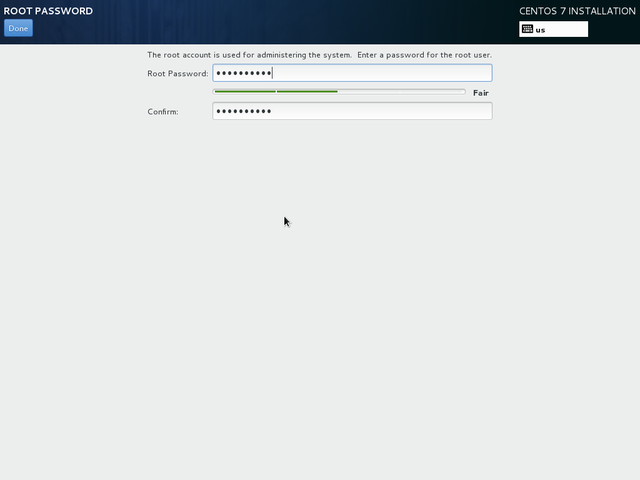 ROOT PASSWORD
CENTOS 7 INSTALLATION
Done
us
The root account is used for administering the system. Enter a password for the root user.
Root Password: ••••••••••
Fair
Confirm: ••••••••••